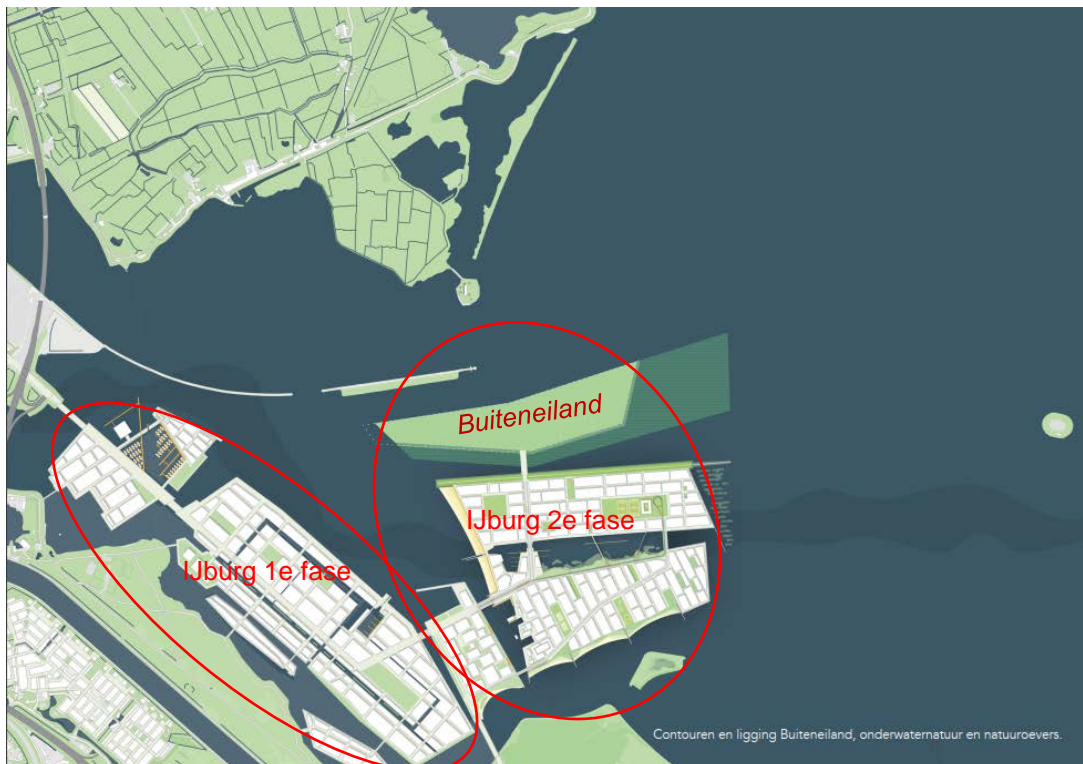 Buiteneiland
IJburg 2e fase
IJburg 1e fase
Contouren en ligging Buiteneiland, onderwaternatuur en natuuroevers.